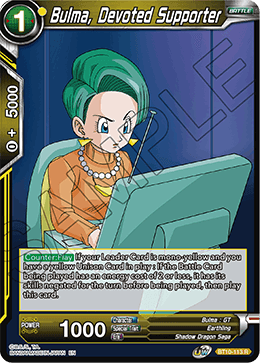 1
Bulma, Devoted Supporter
BATTLE
+ 5000
SAMPLE
Counter:Play If your Leader Card is mono-yellow and you
have a yellow Unison Card in play : If the Battle Card
being played has an energy cost of 2 or less, it has its
skills negated for the turn before being played, then play
this card.
POWER
1000
Character
Bulma : GT
Special Trait
Earthling
Era
Shadow Dragon Saga
BT10-113 R